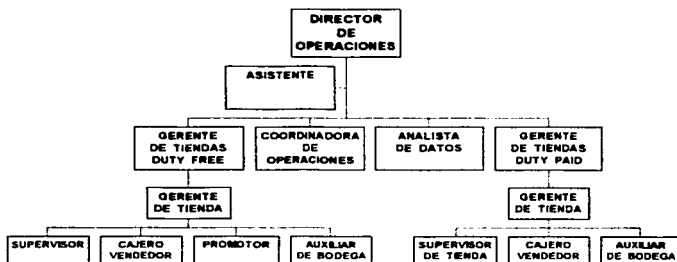 DIRECTOR
DE
OPERACIONES
ASISTENTE
GERENTE
DE TIENDAS
DUTY FREE
COORDINADORA
DE
OPERACIONES
ANALISTA
DE DATOS
GERENTE
DE TIENDAS
DUTY PAID
GERENTE
DE TIENDA
GERENTE
DE TIENDA
SUPERVISOR
CAJERO
VENDEDOR
PROMOTOR
AUXILIAR
DE BODEGA
SUPERVISOR
DE TIENDA
CAJERO
VENDEDOR
AUXILIAR
DE BODEGA